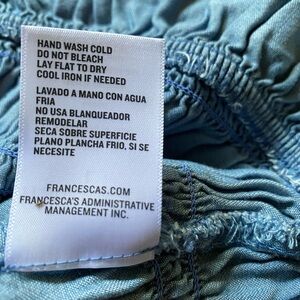 HAND WASH COLD
DO NOT BLEACH
LAY FLAT TO DRY
COOL IRON IF NEEDED
LAVADO A MANO CON AGUA
FRIA
NO USA BLANQUEADOR
REMODELAR
SECA SOBRE SUPERFICIE
PLANO PLANCHA FRIO, SI SE
NECESITE
FRANCESCAS.COM
FRANCESCA'S ADMINISTRATIVE
MANAGEMENT INC.